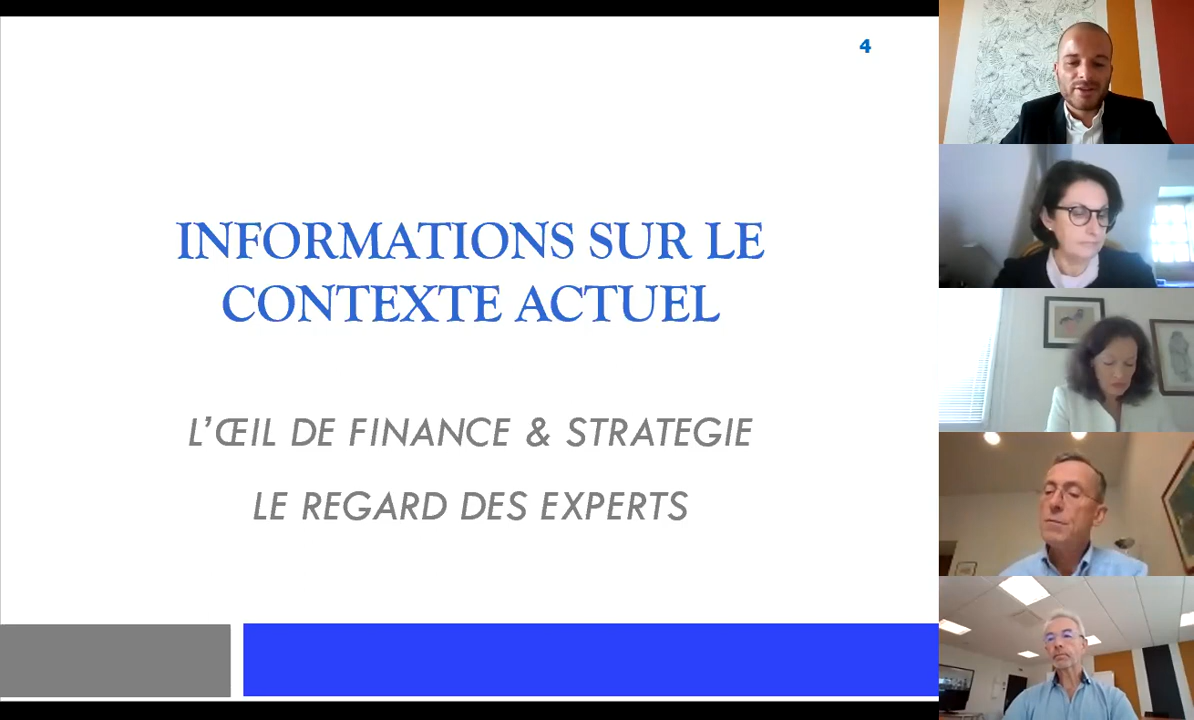 4
INFORMATIONS SUR LE
CONTEXTE ACTUEL
L’ŒIL DE FINANCE & STRATEGIE
LE REGARD DES EXPERTS